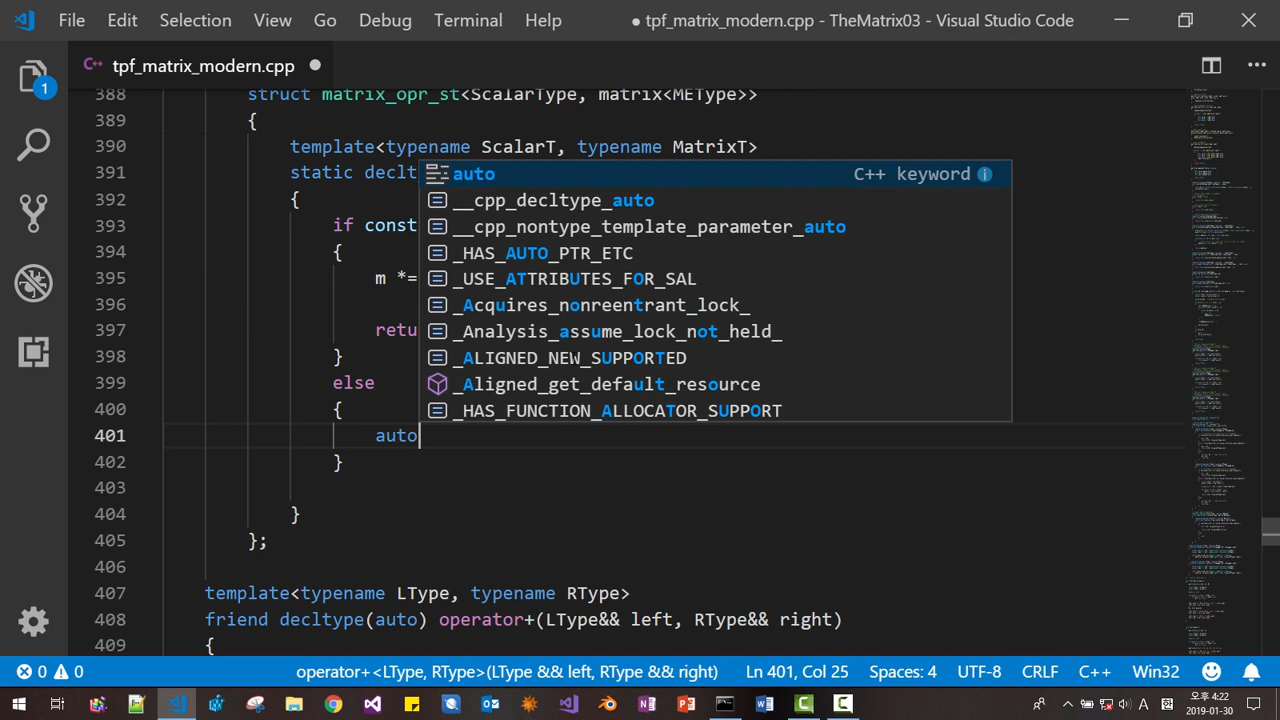 File Edit Selection View Go Debug Terminal Help ● tpf_matrix_modern.cpp - TheMatrix03 - Visual Studio Code
C++ tpf_matrix_modern.cpp
1
388 struct matrix_opr_st<ScalarType, matrix<METype>>
389 {
390 template<typename ScalarT, typename MatrixT>
391 static declt
392 {
393 if const
394 {
395 m *=
396
397 retu
398 }
399 else
400 {
401 auto
402 }
403
404 }
405 };
406
407 template<typename LType, typename RType>
408 friend decltype(auto) operator+(LType&& left, RType&& right)
409 {
auto C++ keyword
__cpp_decltype_auto
__cpp_nontype_template_parameter_auto
_HAS_AUTO_PTR_ETC
_USE_ATTRIBUTES_FOR_SAL
_Acquires_nonreentrant_lock_
_Analysis_assume_lock_not_held_
_ALIGNED_NEW_SUPPORTED
_Aligned_get_default_resource
_HAS_FUNCTION_ALLOCATOR_SUPPORT
0 0 operator+<LType, RType>(LType && left, RType && right) Ln 401, Col 25 Spaces: 4 UTF-8 CRLF C++ Win32
A 오후 4:22
2019-01-30